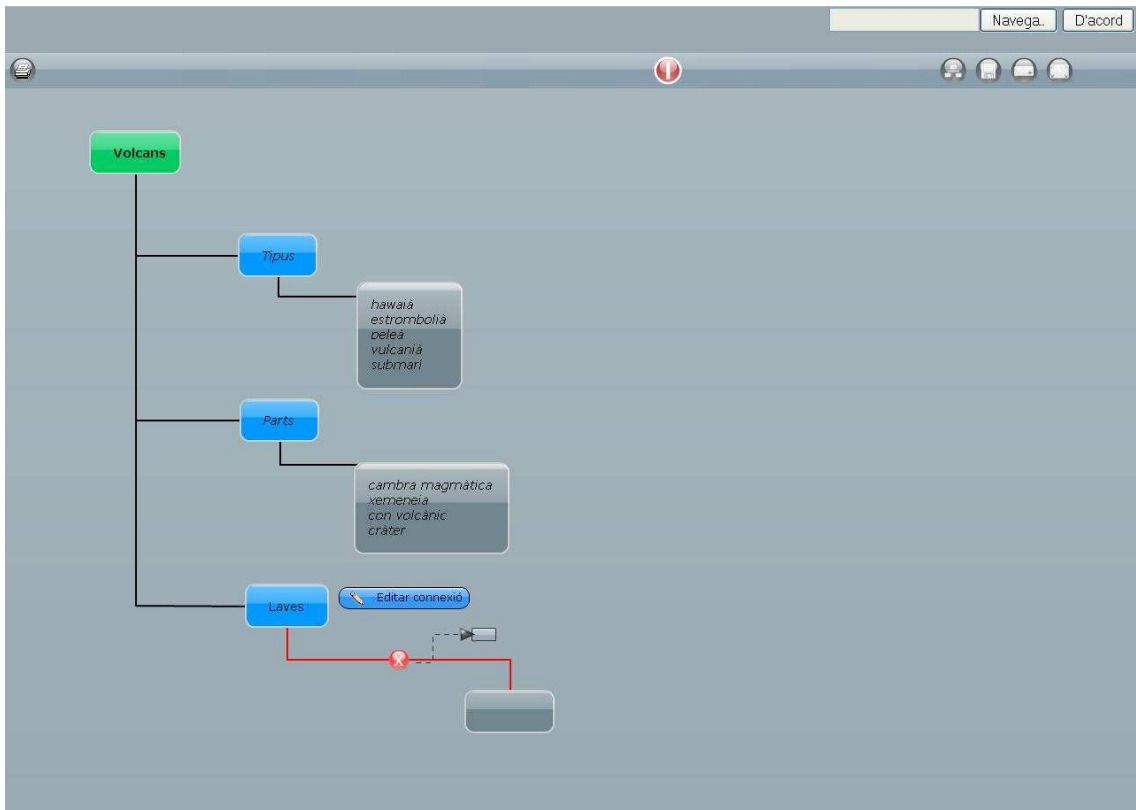 Navega..
D'acord
Volcans
Tipus
hawaià
estrombolià
peleà
vulcanià
submarí
Parts
cambra magmàtica
xemeneia
con volcànic
cràter
Laves
Editar connexió